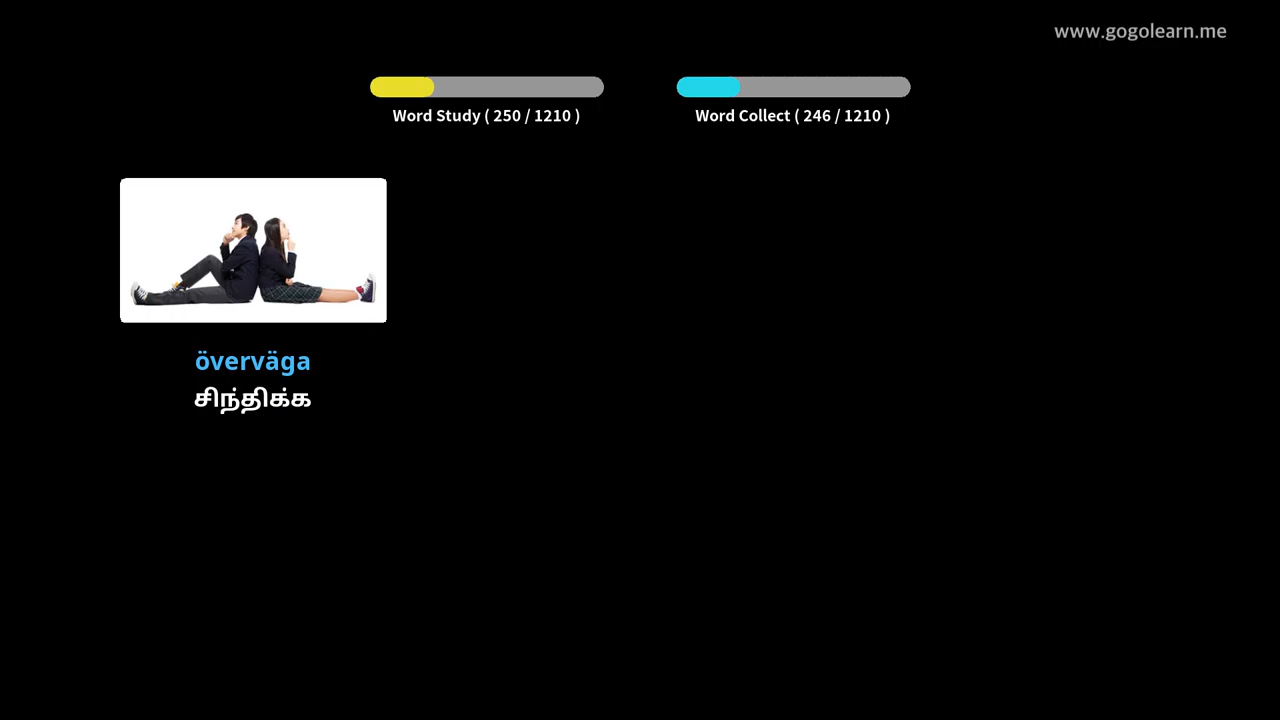 www.gogolearn.me
Word Study ( 250 / 1210 )
Word Collect ( 246 / 1210 )
överväga
சிந்திக்க